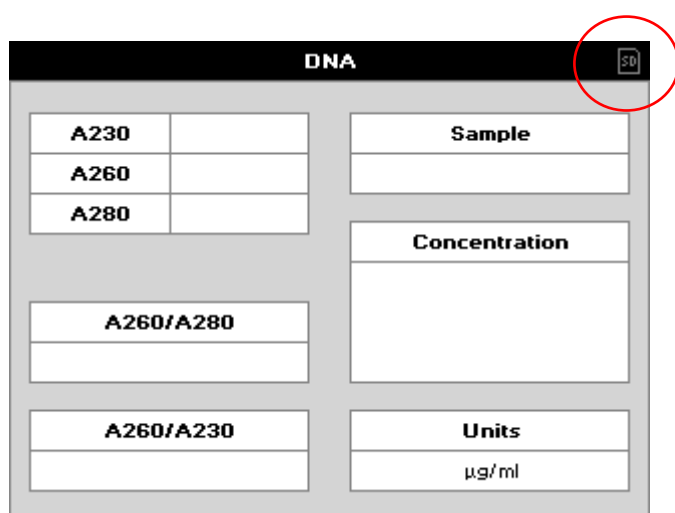 DNA
SD
A230
A260
A280
A260/A280
A260/A230
Sample
Concentration
Units
µg/ml